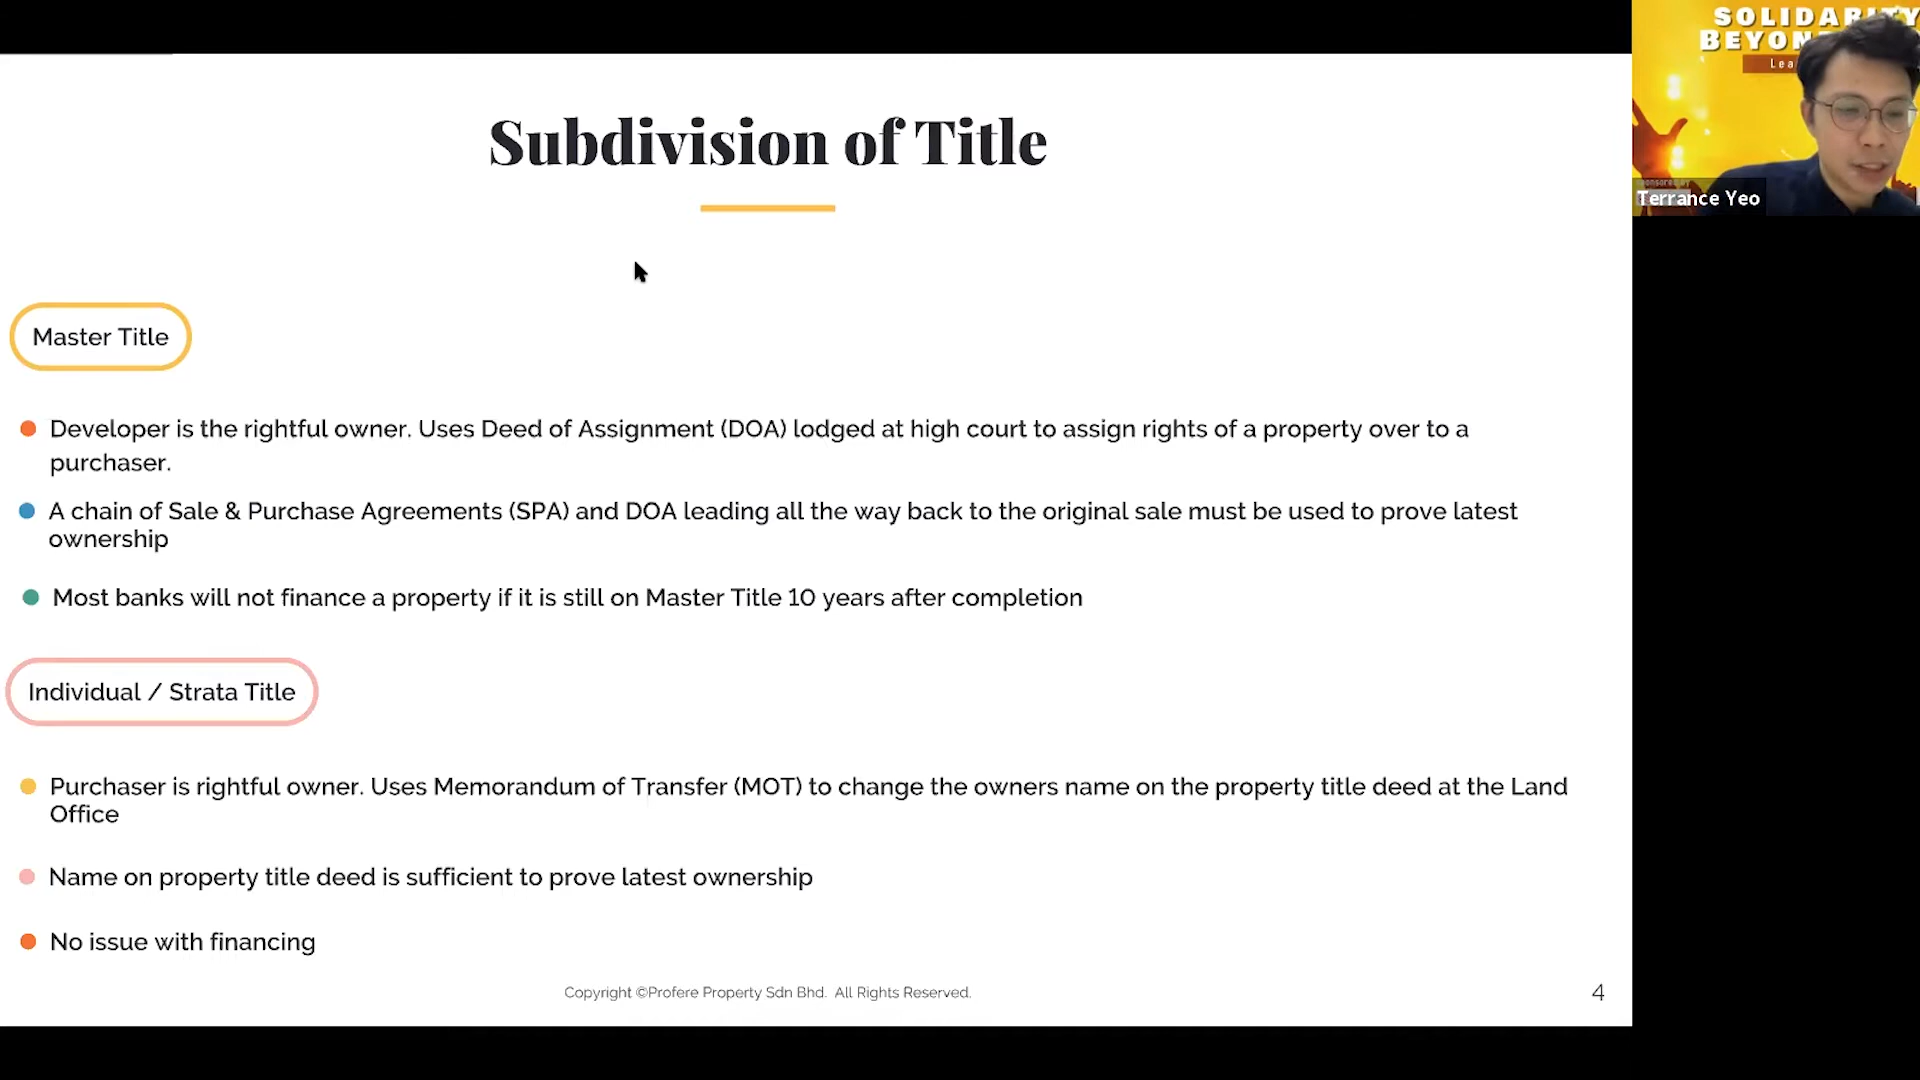 Subdivision of Title
Master Title
Developer is the rightful owner. Uses Deed of Assignment (DOA) lodged at high court to assign rights of a property over to a
purchaser.
A chain of Sale & Purchase Agreements (SPA) and DOA leading all the way back to the original sale must be used to prove latest
ownership
Most banks will not finance a property if it is still on Master Title 10 years after completion
Individual / Strata Title
Purchaser is rightful owner. Uses Memorandum of Transfer (MOT) to change the owners name on the property title deed at the Land
Office
Name on property title deed is sufficient to prove latest ownership
No issue with financing
Copyright ©Profere Property Sdn Bhd. All Rights Reserved.
4
SOLIDARITY
Terrance Yeo